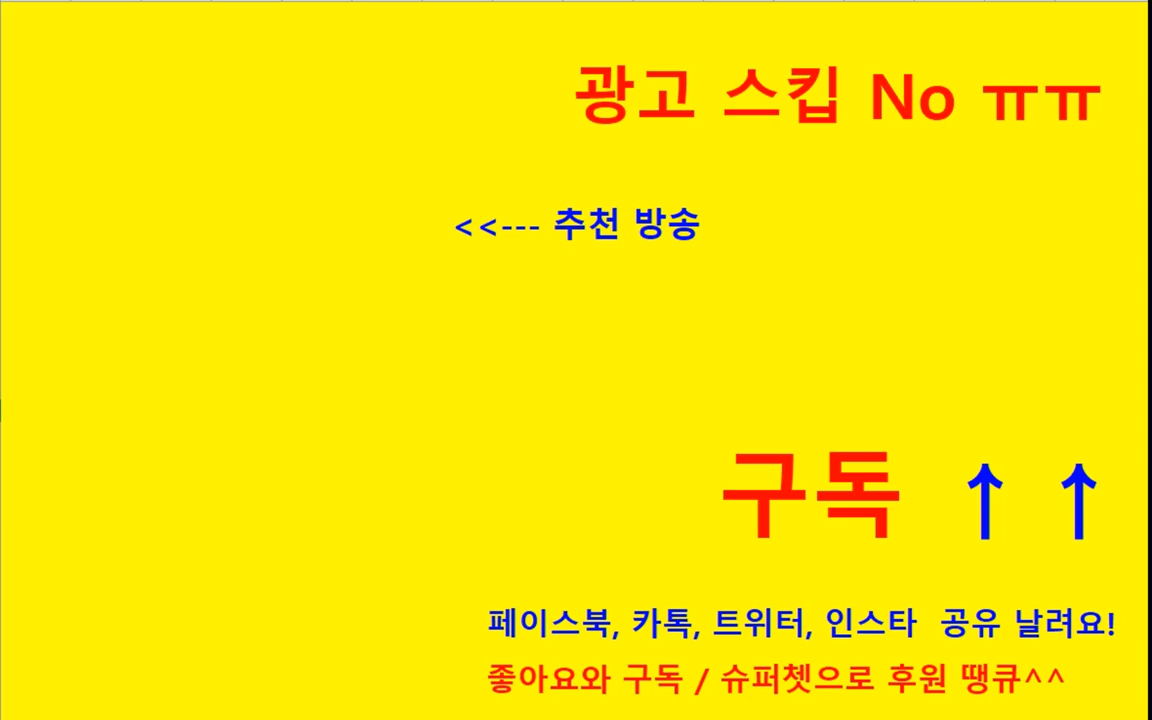 광고 스킵 No ㅠㅠ
<<--- 추천 방송
구독 ↑ ↑
페이스북, 카톡, 트위터, 인스타 공유 날려요!
좋아요와 구독 / 슈퍼쳇으로 후원 땡큐^^